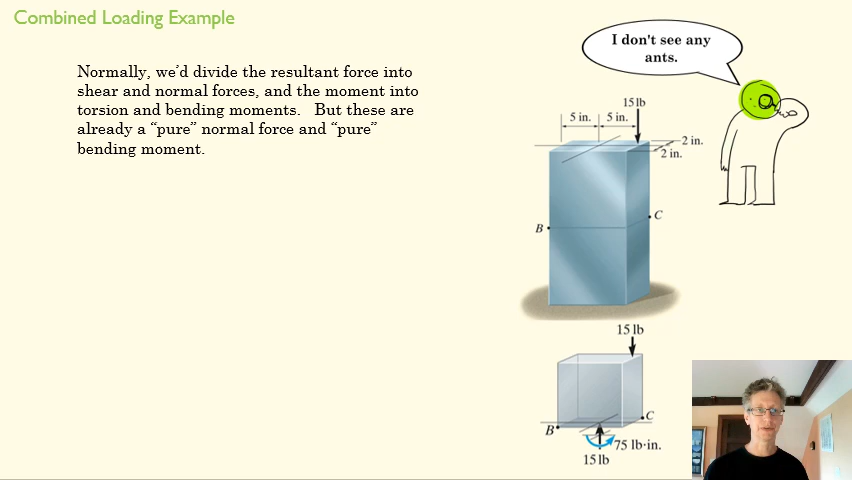 Combined Loading Example
Normally, we'd divide the resultant force into
shear and normal forces, and the moment into
torsion and bending moments.   But these are
already a "pure" normal force and "pure"
bending moment.
I don't see any
ants.
15 lb
5 in.
5 in.
2 in.
2 in.
C
B
15 lb
C
B
75 lb·in.
15 lb